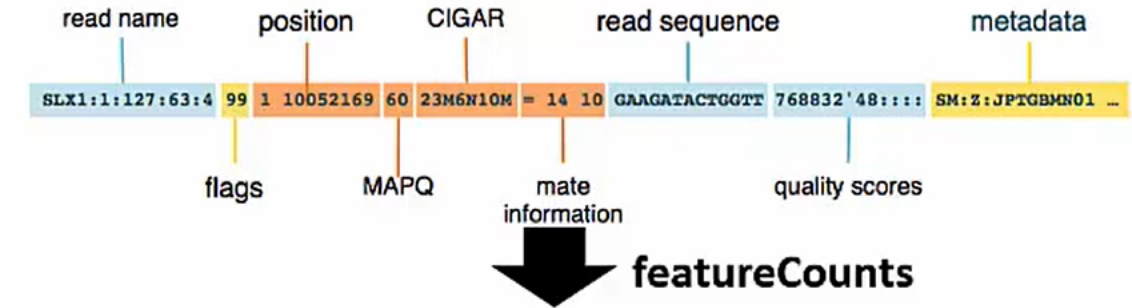 read name position CIGAR read sequence metadata
SLX1:1:127:63:4 99 1 10052169 60 23M6N10M = 14 10 GAAGATACTGGTT 768832'48:::: SM:Z:JPTGBMN01 …
flags MAPQ mate quality scores
information
featureCounts